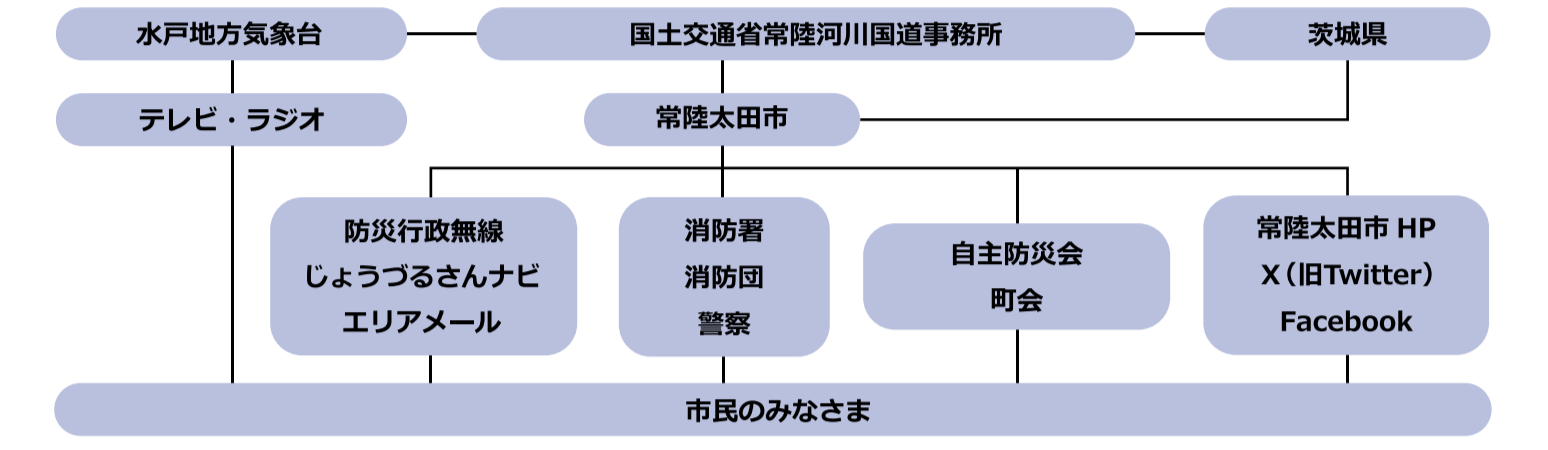 水戸地方気象台
国土交通省常陸河川国道事務所
茨城県
テレビ・ラジオ
常陸太田市
防災行政無線
じょうづるさんナビ
エリアメール
消防署
消防団
警察
自主防災会
町会
常陸太田市 HP
X（旧Twitter）
Facebook
市民のみなさま